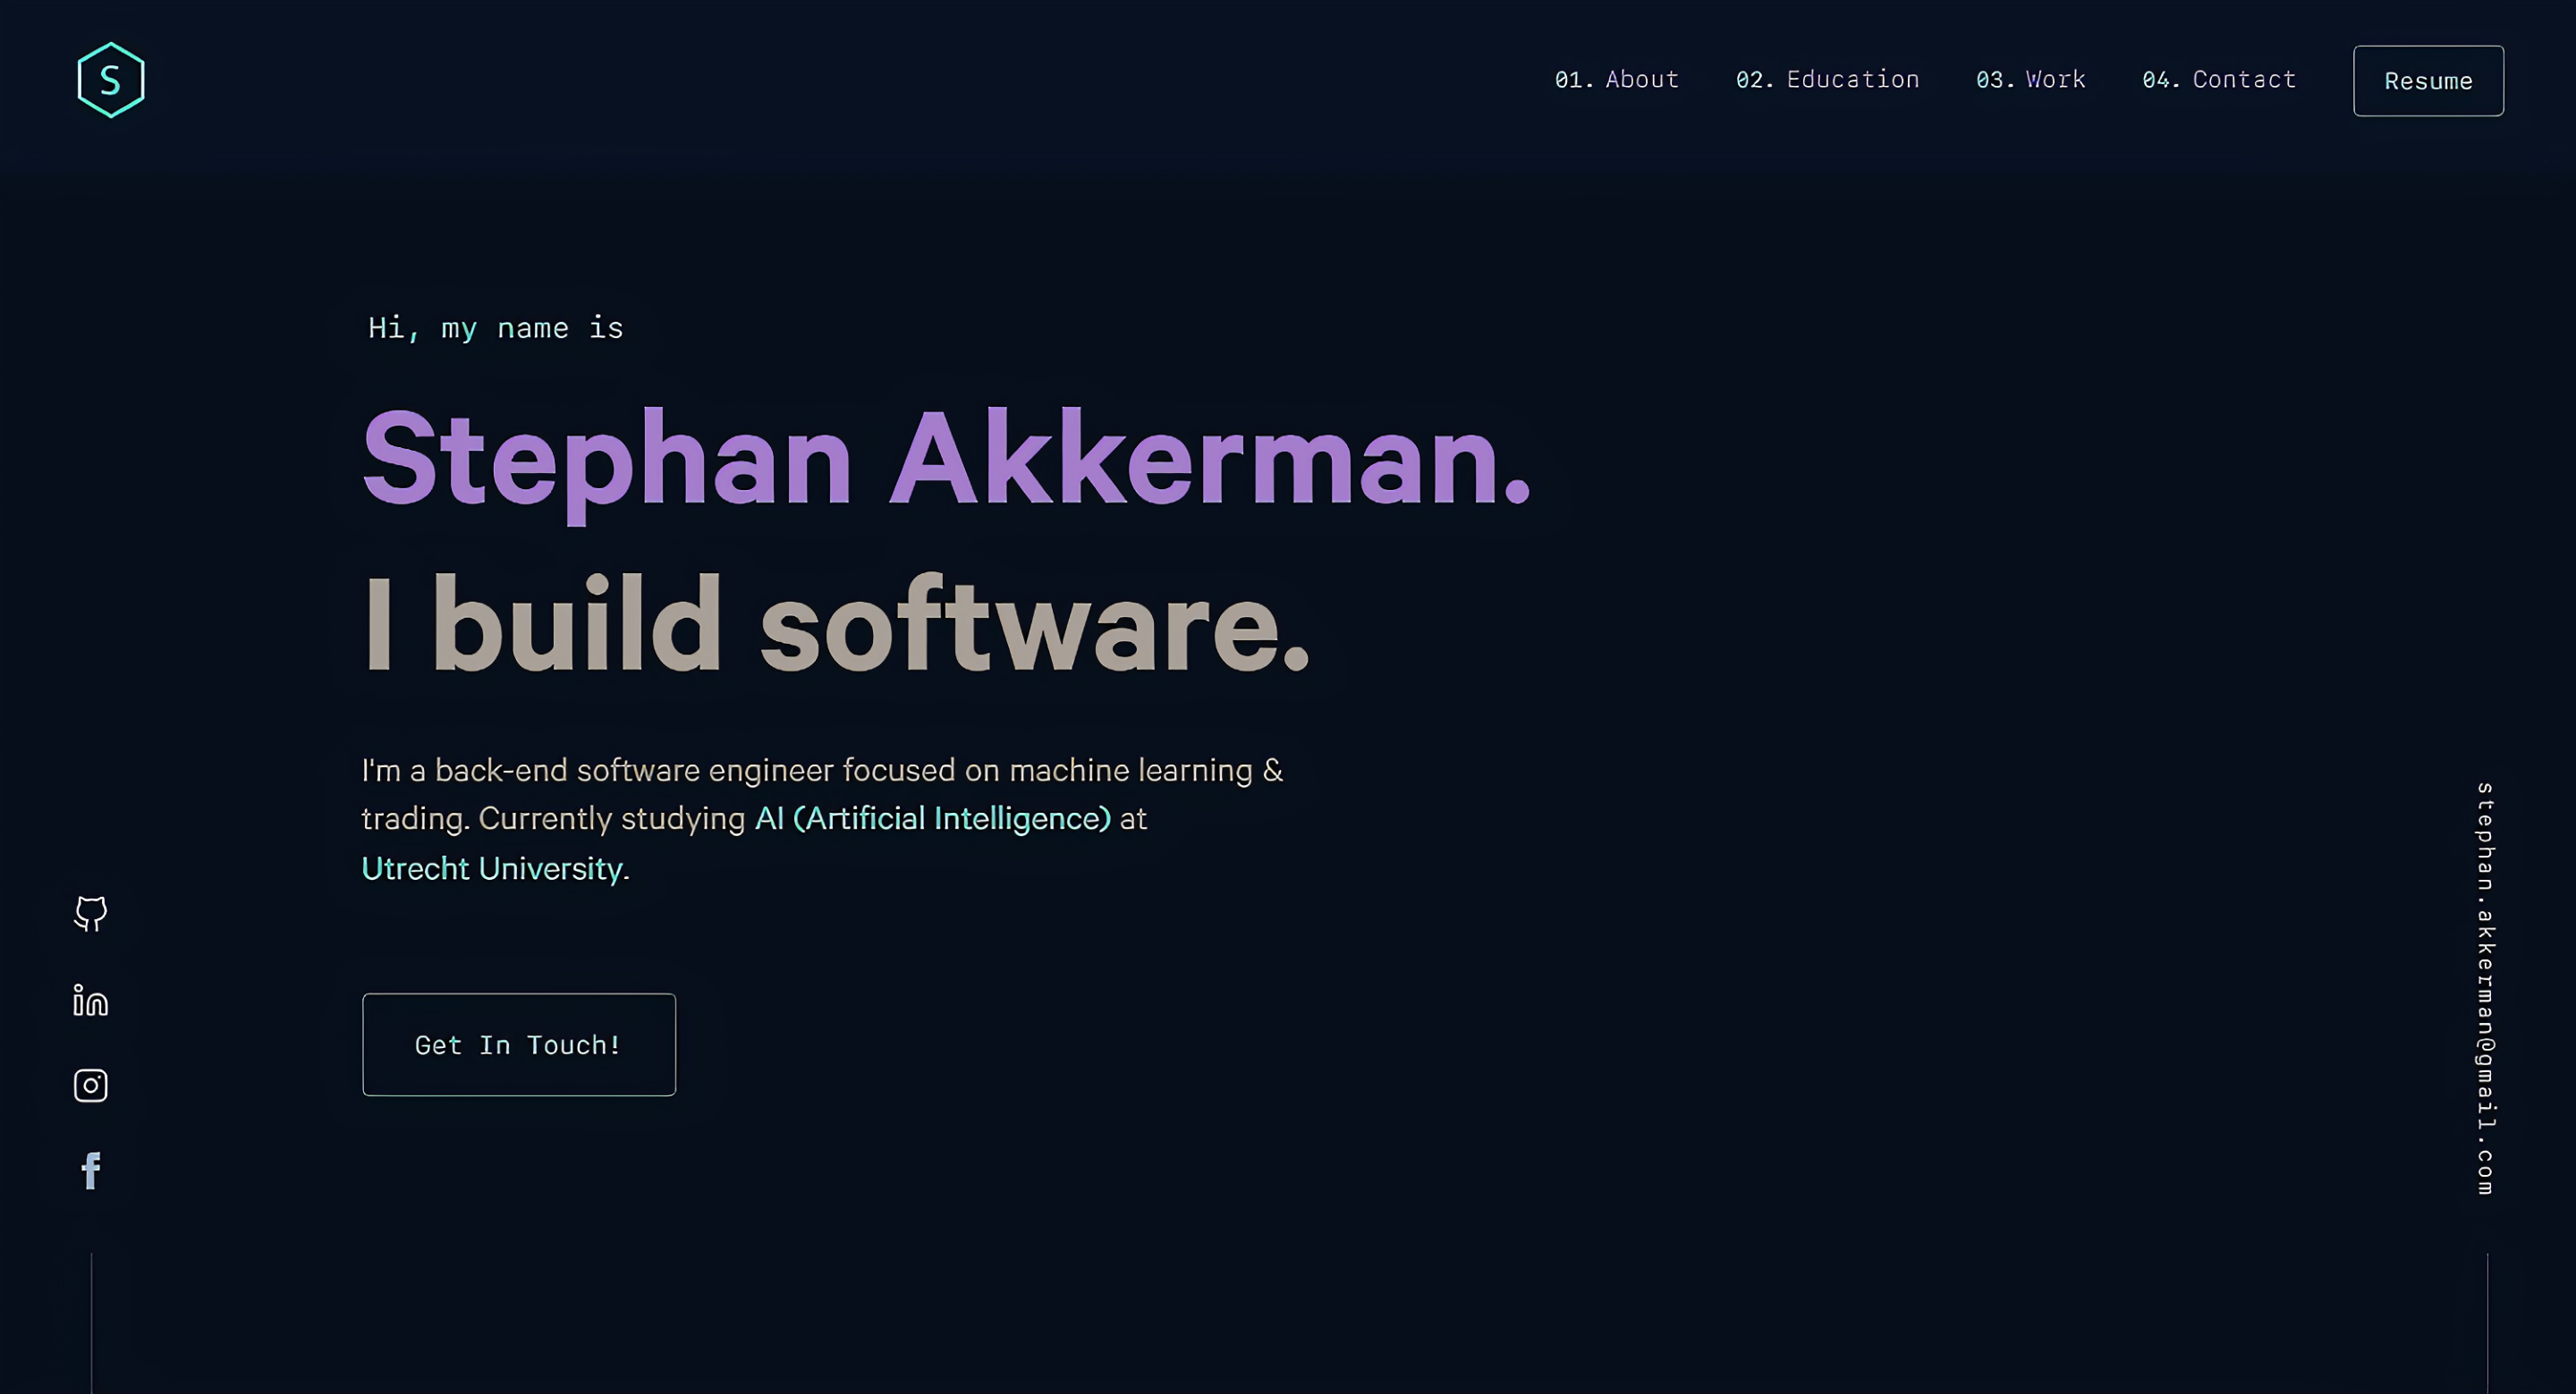 S
01. About 02. Education 03. Work 04. Contact Resume
Hi, my name is
Stephan Akkerman.
I build software.
I'm a back-end software engineer focused on machine learning &
trading. Currently studying AI (Artificial Intelligence) at
Utrecht University.
Get In Touch!
in
f
stephan.akkerman@gmail.com